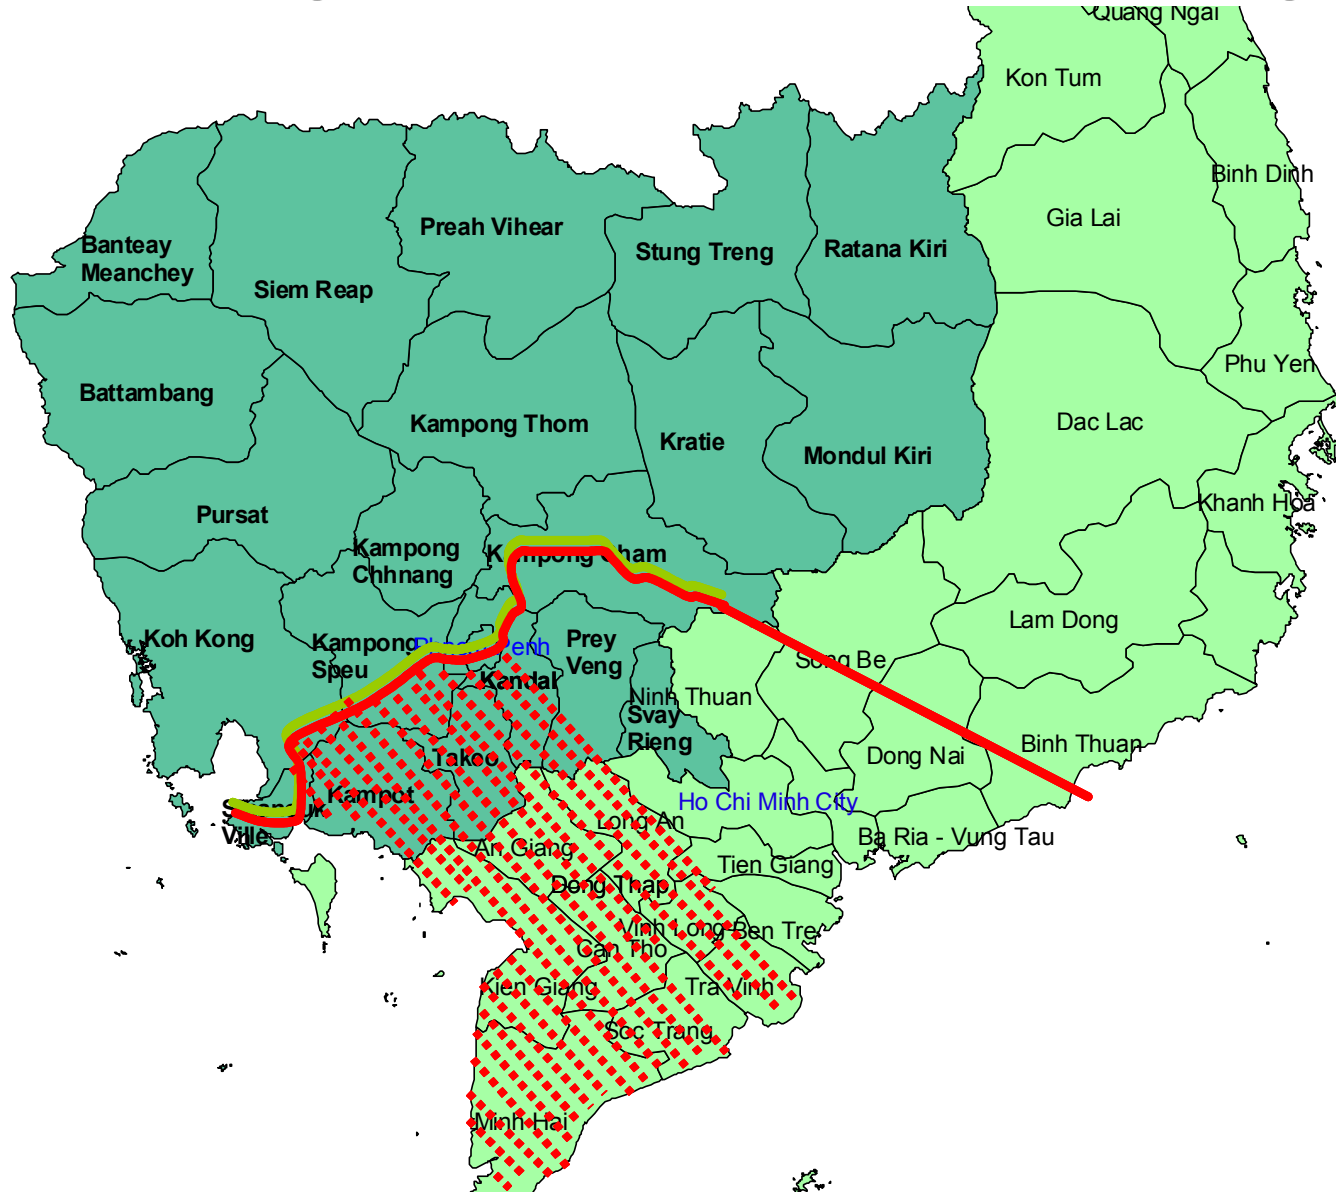 Quang Ngai
Kon Tum
Binh Dinh
Gia Lai
Preah Vihear
Banteay
Meanchey
Stung Treng
Ratana Kiri
Siem Reap
Phu Yen
Battambang
Kampong Thom
Dac Lac
Kratie
Mondul Kiri
Khanh Hoa
Pursat
Kampong
Chhnang
Kampong Cham
Lam Dong
Koh Kong
Kampong
Speu
Prey
Veng
Song Be
Kandal
Ninh Thuan
Svay
Rieng
Binh Thuan
Dong Nai
Takeo
Kampot
Ville
Ho Chi Minh City
Long An
Ba Ria - Vung Tau
An Giang
Tien Giang
Dong Thap
Vinh Long
Ben Tre
Can Tho
Kien Giang
Tra Vinh
Soc Trang
Minh Hai